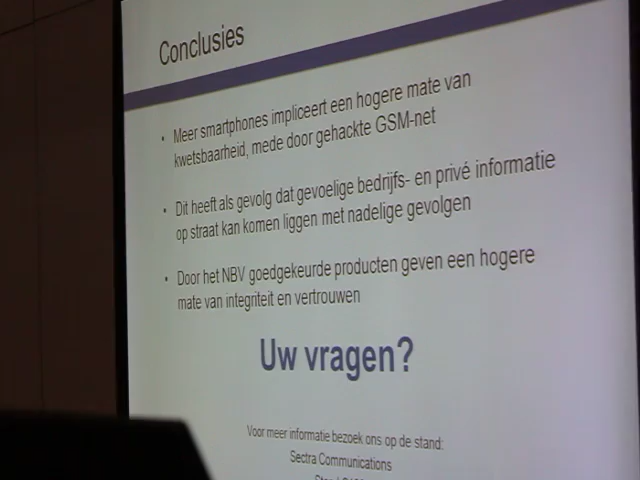 Conclusies
• Meer smartphones impliceert een hogere mate van
kwetsbaarheid, mede door gehackte GSM-net
• Dit heeft als gevolg dat gevoelige bedrijfs- en privé informatie
op straat kan komen liggen met nadelige gevolgen
• Door het NBV goedgekeurde producten geven een hogere
mate van integriteit en vertrouwen
Uw vragen?
Voor meer informatie bezoek ons op de stand:
Sectra Communications